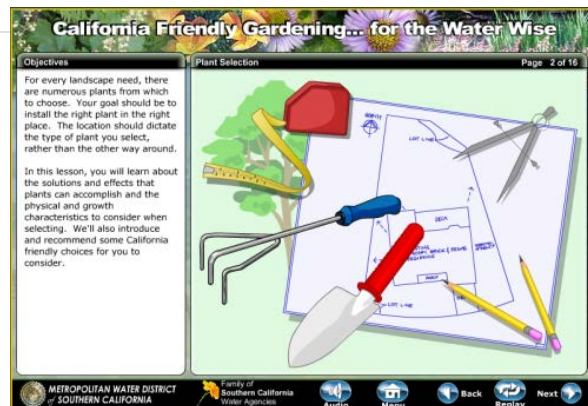 California Friendly Gardening... for the Water Wise
Objectives
Plant Selection
Page 2 of 16
For every landscape need, there
are numerous plants from which
to choose. Your goal should be to
install the right plant in the right
place. The location should dictate
the type of plant you select,
rather than the other way around.
In this lesson, you will learn about
the solutions and effects that
plants can accomplish and the
physical and growth
characteristics to consider when
selecting. We'll also introduce
and recommend some California
friendly choices for you to
consider.
LOT LINE
DECK
LOT LINE
METROPOLITAN WATER DISTRICT
of SOUTHERN CALIFORNIA
Family of
Southern California
Water Agencies
Audio
Menu
Back
Replay
Next